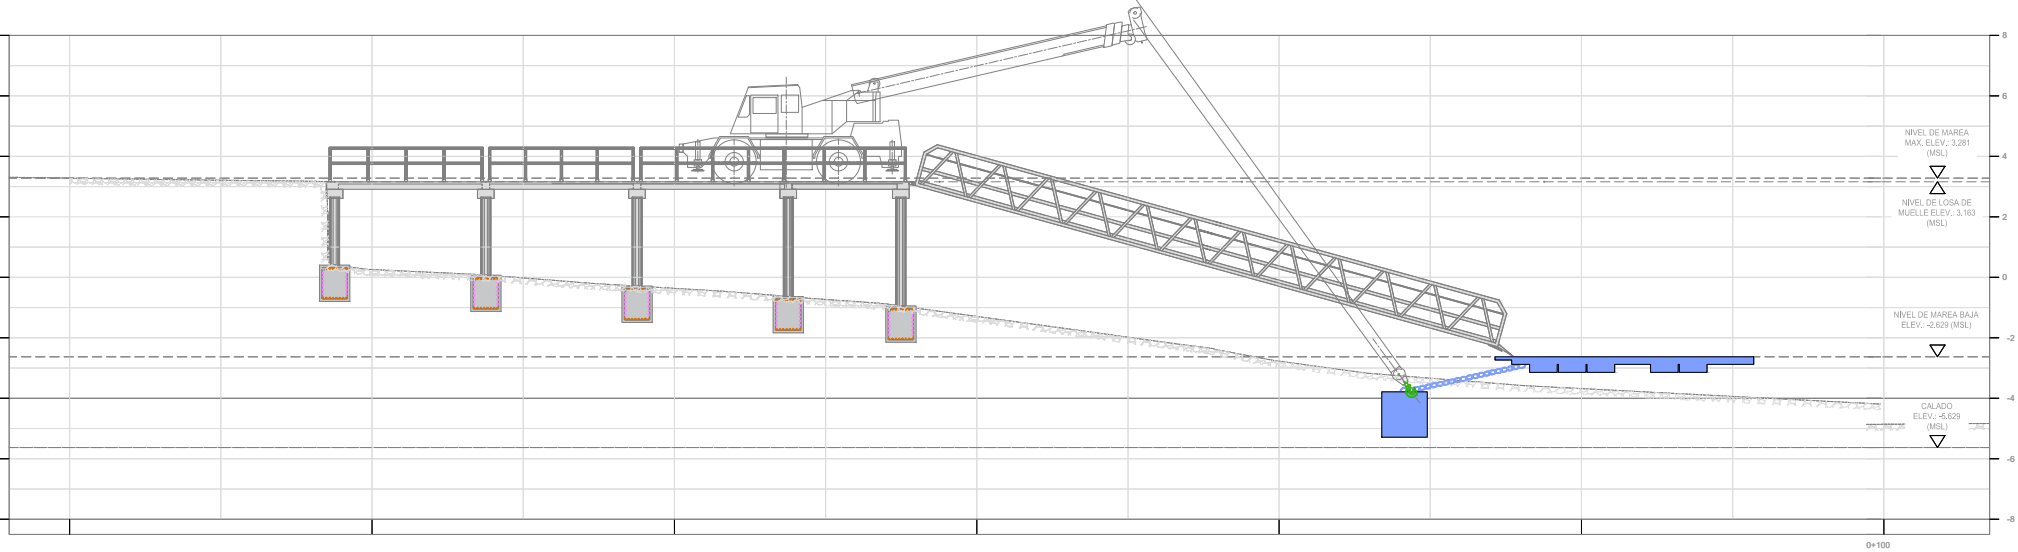 8
6
NIVEL DE MAREA
MAX. ELEV.: 3,281
(MSL)
4
NIVEL DE LOSA DE
MUELLE ELEV.: 3,163
(MSL)
2
0
NIVEL DE MAREA BAJA
ELEV.: -2,629 (MSL)
-2
-4
CALADO
ELEV.: -5,629
(MSL)
-6
-8
0+100